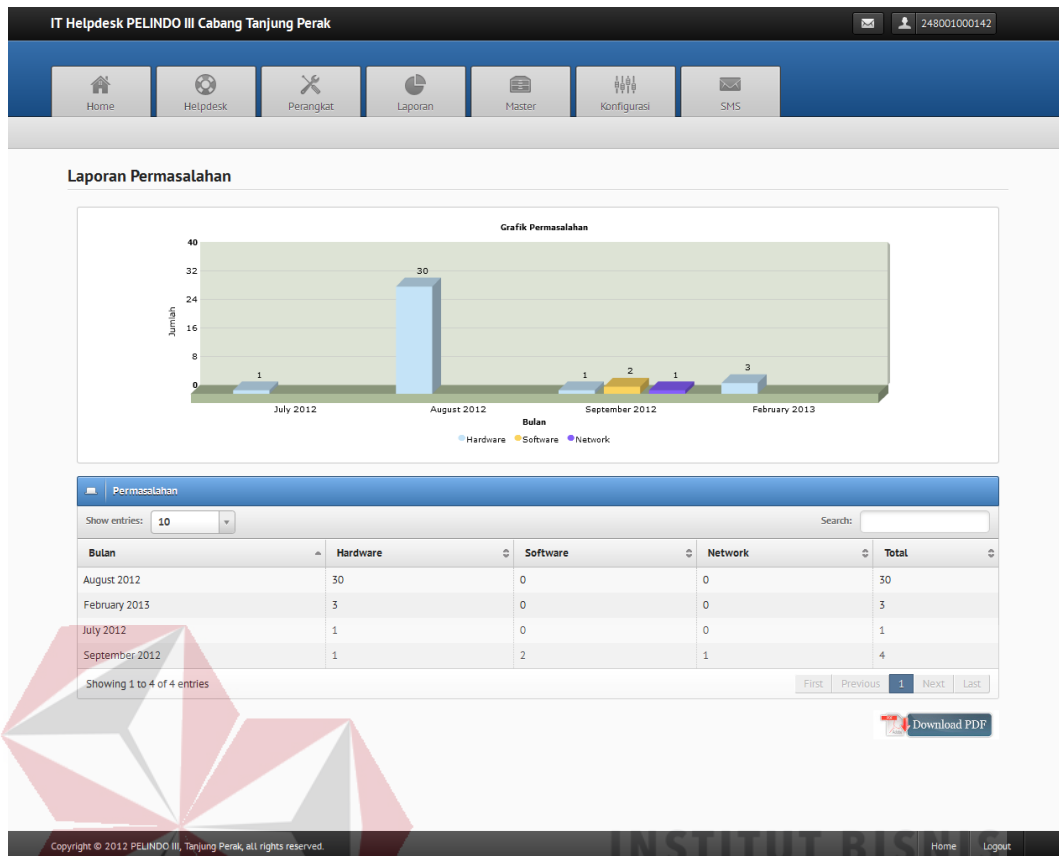 IT Helpdesk PELINDO III Cabang Tanjung Perak 248001000142
Home Helpdesk Perangkat Laporan Master Konfigurasi SMS
Laporan Permasalahan
Grafik Permasalahan
40
32
24
16
8
0
Jumlah
1 30 1 2 1 3
July 2012 August 2012 September 2012 February 2013
Bulan
Hardware Software Network
Permasalahan
Show entries: 10 Search:
Bulan Hardware Software Network Total
August 2012 30 0 0 30
February 2013 3 0 0 3
July 2012 1 0 0 1
September 2012 1 2 1 4
Showing 1 to 4 of 4 entries First Previous 1 Next Last
Download PDF
INSTITUT BISNIS
Copyright © 2012 PELINDO III, Tanjung Perak, all rights reserved. Home Logout